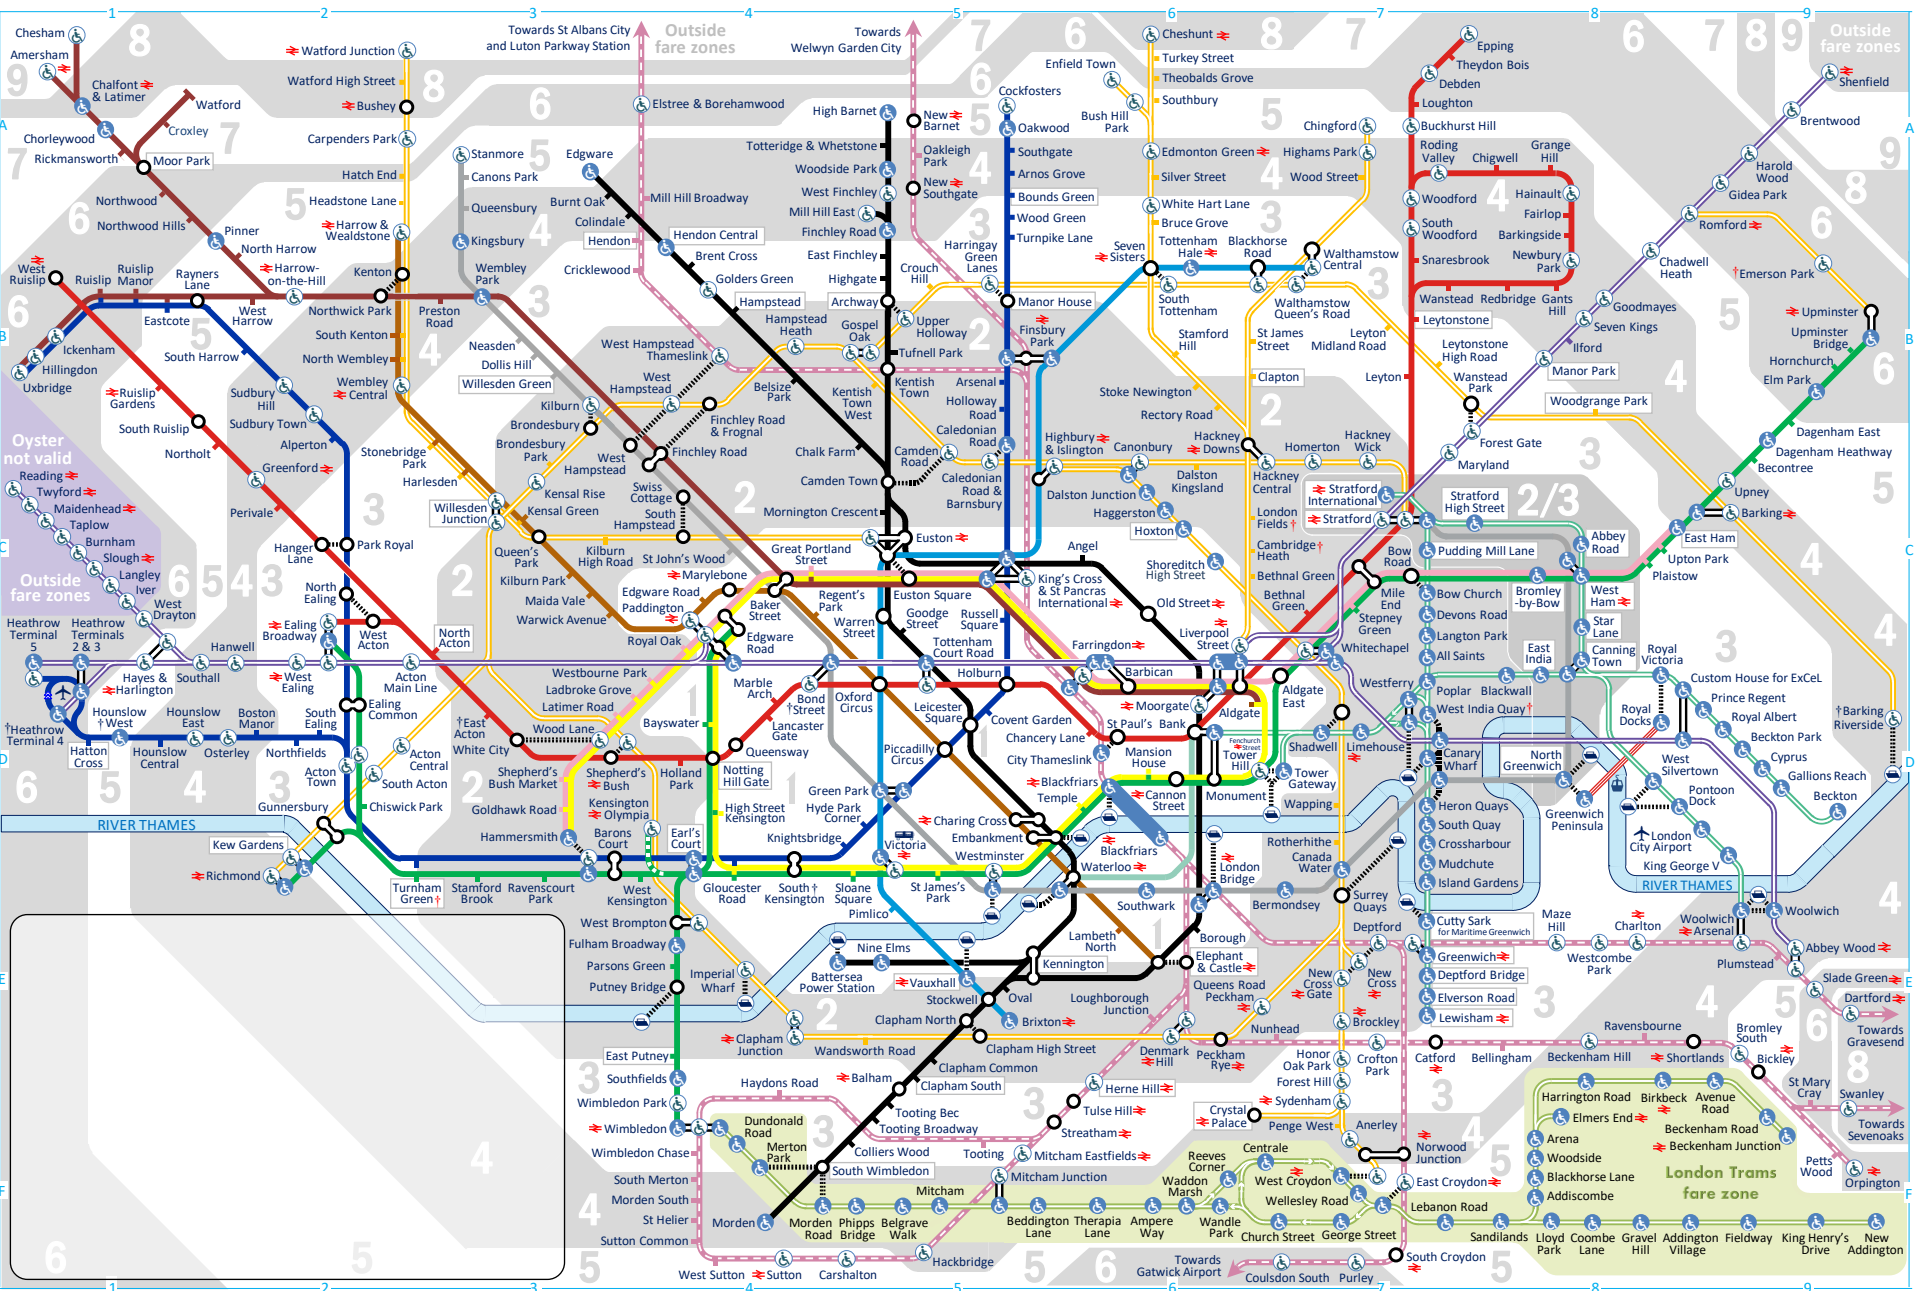 1
2
3
4
5
6
7
8
9
Chesham
Amersham
Chalfont
& Latimer
Chorleywood
Rickmansworth
Watford
Croxley
Moor Park
Northwood
Northwood Hills
Pinner
North Harrow
Harrow-
on-the-Hill
Watford Junction
Watford High Street
Bushey
Carpenders Park
Hatch End
Headstone Lane
Harrow &
Wealdstone
Kenton
Northwick Park
South Kenton
North Wembley
Wembley
Central
Stonebridge
Park
Harlesden
Willesden
Junction
Stanmore
Canons Park
Queensbury
Kingsbury
Wembley
Park
Preston
Road
Neasden
Dollis Hill
Willesden Green
Kilburn
Brondesbury
Brondesbury
Park
Kensal Rise
Kensal Green
Queen's
Park
Kilburn Park
Maida Vale
Warwick Avenue
Kilburn
High Road
West
Ruislip
Ruislip
Ruislip
Manor
Rayners
Lane
Eastcote
West
Harrow
Ickenham
Hillingdon
Uxbridge
South Harrow
Ruislip
Gardens
South Ruislip
Northolt
Sudbury
Hill
Sudbury Town
Alperton
Greenford
Perivale
Hanger
Lane
Park Royal
North
Ealing
Ealing
Broadway
West
Acton
North
Acton
Oyster
not valid
Reading
Twyford
Maidenhead
Taplow
Burnham
Slough
Langley
Iver
Outside
fare zones
West
Drayton
Heathrow
Terminal
5
Heathrow
Terminals
2 & 3
†Heathrow
Terminal 4
Hayes &
Harlington
Southall
Hanwell
West
Ealing
Acton
Main Line
Hatton
Cross
Hounslow
†West
Hounslow
Central
Hounslow
East
Osterley
Boston
Manor
Northfields
South
Ealing
Ealing
Common
Acton
Town
Acton
Central
South Acton
Chiswick Park
Gunnersbury
Kew Gardens
Richmond
RIVER THAMES
†East
Acton
White City
Wood Lane
Shepherd's
Bush Market
Goldhawk Road
Hammersmith
Shepherd's
Bush
Kensington
Olympia
Barons
Court
Earl's
Court
Turnham
Green†
Stamford
Brook
Ravenscourt
Park
West
Kensington
Gloucester
Road
South †
Kensington
Sloane
Square
St James's
Park
Victoria
Westminster
Pimlico
Holland
Park
Notting
Hill Gate
High Street
Kensington
Bayswater
Queensway
Lancaster
Gate
Marble
Arch
Bond
†Street
Oxford
Circus
Westbourne Park
Ladbroke Grove
Latimer Road
Royal Oak
Paddington
Edgware Road
Marylebone
Edgware
Road
Baker
Street
Great Portland
Street
Regent's
Park
Warren
Street
Euston Square
Goodge
Street
Tottenham
Court Road
Russell
Square
Holborn
Covent Garden
Leicester
Square
Piccadilly
Circus
Green Park
Hyde Park
Corner
Knightsbridge
Charing Cross
Embankment
Temple
Blackfriars
Chancery Lane
City Thameslink
St Paul's
Bank
Mansion
House
Cannon
Street
Monument
Tower
Hill
Fenchurch
Street
Tower
Gateway
Aldgate
Aldgate
East
Moorgate
Barbican
Farringdon
Liverpool
Street
Old Street
Angel
King's Cross
& St Pancras
International
Euston
Towards St Albans City
and Luton Parkway Station
Outside
fare zones
Elstree & Borehamwood
Mill Hill Broadway
Hendon
Cricklewood
West Hampstead
Thameslink
Edgware
Burnt Oak
Colindale
Hendon Central
Brent Cross
Golders Green
Hampstead
Hampstead
Heath
Belsize
Park
Chalk Farm
Camden Town
Mornington Crescent
West
Hampstead
Finchley Road
& Frognal
West
Hampstead
Finchley Road
Swiss
Cottage
South
Hampstead
St John's Wood
Towards
Welwyn Garden City
High Barnet
Totteridge & Whetstone
Woodside Park
West Finchley
Mill Hill East
Finchley Road
East Finchley
Highgate
Archway
Gospel
Oak
Upper
Holloway
Tufnell Park
Kentish
Town
Kentish
Town
West
Camden
Road
Caledonian
Road &
Barnsbury
New
Barnet
Oakleigh
Park
New
Southgate
Crouch
Hill
Harringay
Green
Lanes
Cockfosters
Oakwood
Southgate
Arnos Grove
Bounds Green
Wood Green
Turnpike Lane
Manor House
Finsbury
Park
Arsenal
Holloway
Road
Caledonian
Road
Highbury
& Islington
Canonbury
Dalston Junction
Haggerston
Hoxton
Shoreditch
High Street
Dalston
Kingsland
Enfield Town
Bush Hill
Park
Cheshunt
Turkey Street
Theobalds Grove
Southbury
Edmonton Green
Silver Street
White Hart Lane
Bruce Grove
Seven
Sisters
Tottenham
Hale
Blackhorse
Road
Walthamstow
Central
South
Tottenham
Walthamstow
Queen's Road
Stamford
Hill
Stoke Newington
Rectory Road
St James
Street
Clapton
Hackney
Downs
Hackney
Central
Homerton
Hackney
Wick
London
Fields †
Cambridge†
Heath
Bethnal Green
Bethnal
Green
Chingford
Highams Park
Wood Street
Leyton
Midland Road
Leytonstone
High Road
Wanstead
Park
Woodgrange Park
Epping
Theydon Bois
Debden
Loughton
Buckhurst Hill
Roding
Valley
Chigwell
Grange
Hill
Hainault
Fairlop
Barkingside
Newbury
Park
Woodford
South
Woodford
Snaresbrook
Wanstead
Redbridge
Gants
Hill
Leytonstone
Leyton
Stratford
International
Stratford
Stratford
High Street
Pudding Mill Lane
Bow
Road
Bow Church
Devons Road
Langton Park
All Saints
Poplar
Mile
End
Stepney
Green
Whitechapel
Bromley
-by-Bow
West
Ham
Abbey
Road
Star
Lane
Canning
Town
East
India
Blackwall
Outside
fare zones
Shenfield
Brentwood
Harold
Wood
Gidea Park
Romford
†Emerson Park
Chadwell
Heath
Goodmayes
Seven Kings
Ilford
Manor Park
Forest Gate
Maryland
Upminster
Upminster
Bridge
Hornchurch
Elm Park
Dagenham East
Dagenham Heathway
Becontree
Upney
Barking
East Ham
Upton Park
Plaistow
†Barking
Riverside
Royal
Victoria
Custom House for ExCeL
Prince Regent
Royal Albert
Beckton Park
Cyprus
Gallions Reach
Beckton
Royal
Docks
West
Silvertown
Pontoon
Dock
London
City Airport
King George V
RIVER THAMES
Woolwich
Arsenal
Woolwich
North
Greenwich
Greenwich
Peninsula
Westferry
West India Quay†
Canary
Wharf
Heron Quays
South Quay
Crossharbour
Mudchute
Island Gardens
Cutty Sark
for Maritime Greenwich
Greenwich
Deptford Bridge
Elverson Road
Lewisham
Shadwell
Limehouse
Wapping
Rotherhithe
Canada
Water
Surrey
Quays
Deptford
New
Cross
Gate
New
Cross
Brockley
Honor
Oak Park
Forest Hill
Sydenham
Crystal
Palace
Penge West
Anerley
Norwood
Junction
Blackfriars
Waterloo
Southwark
London
Bridge
Bermondsey
Borough
Elephant
& Castle
Lambeth
North
Kennington
Nine Elms
Battersea
Power Station
Vauxhall
Stockwell
Oval
Brixton
Clapham North
Clapham High Street
Clapham Common
Clapham South
Balham
Tooting Bec
Tooting Broadway
Colliers Wood
South Wimbledon
Morden
West Brompton
Fulham Broadway
Parsons Green
Putney Bridge
Imperial
Wharf
Clapham
Junction
Wandsworth Road
East Putney
Southfields
Wimbledon Park
Wimbledon
Wimbledon Chase
South Merton
Morden South
St Helier
Sutton Common
West Sutton
Sutton
Carshalton
Hackbridge
Haydons Road
Tooting
Dundonald
Road
Merton
Park
Morden
Road
Phipps
Bridge
Belgrave
Walk
Mitcham
Mitcham Junction
Mitcham Eastfields
Streatham
Tulse Hill
Herne Hill
Loughborough
Junction
Denmark
Hill
Peckham
Rye
Queens Road
Peckham
Nunhead
Crofton
Park
Catford
Bellingham
Beckenham Hill
Ravensbourne
Shortlands
Bromley
South
Bickley
St Mary
Cray
Swanley
Towards
Sevenoaks
Petts
Wood
Orpington
Maze
Hill
Westcombe
Park
Charlton
Plumstead
Abbey Wood
Slade Green
Dartford
Towards
Gravesend
Beddington
Lane
Therapia
Lane
Ampere
Way
Waddon
Marsh
Wandle
Park
Reeves
Corner
Centrale
West Croydon
Wellesley Road
Church Street
George Street
East Croydon
Lebanon Road
Sandilands
Lloyd
Park
Coombe
Lane
Gravel
Hill
Addington
Village
Fieldway
King Henry's
Drive
New
Addington
Addiscombe
Blackhorse Lane
Woodside
Arena
Elmers End
Harrington Road
Birkbeck
Avenue
Road
Beckenham Road
Beckenham Junction
London Trams
fare zone
South Croydon
Purley
Coulsdon South
Towards
Gatwick Airport
2/3